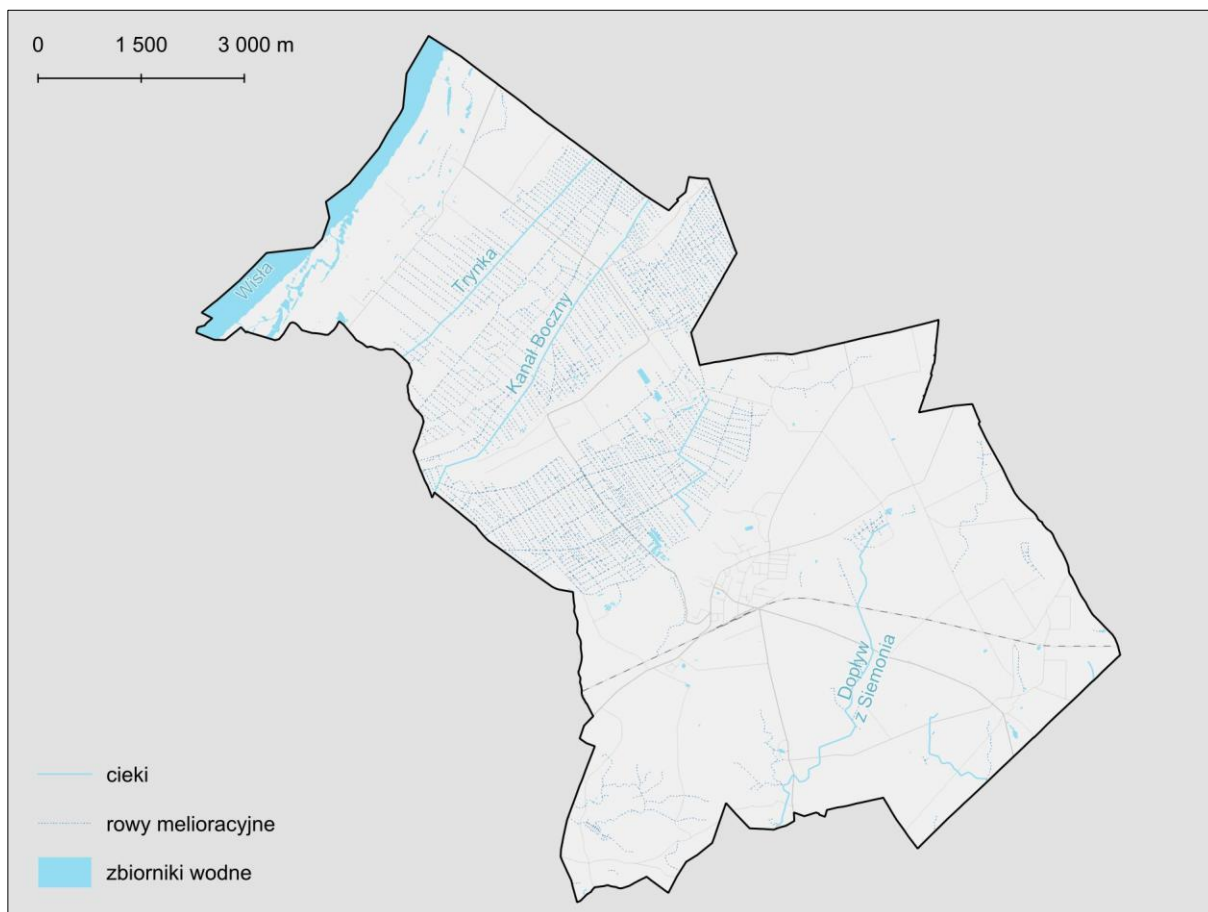 0 1 500 3 000 m
Wisła
Trynka
Kanał Boczny
Dopływ
z Siemonia
cieki
rowy melioracyjne
zbiorniki wodne